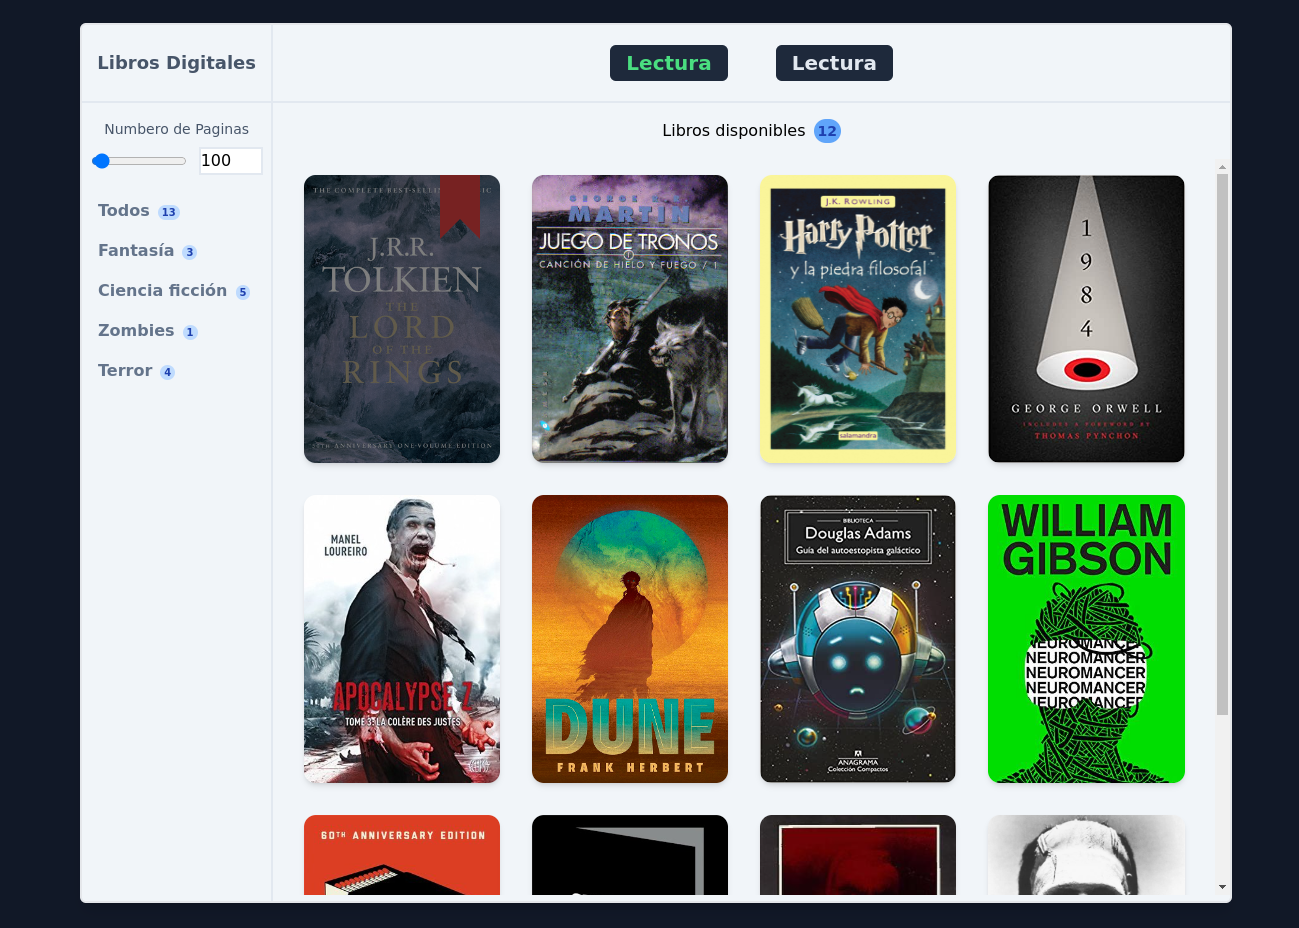 Libros Digitales
Lectura
Lectura
Numbero de Paginas
100
Libros disponibles 12
Todos 13
Fantasía 3
Ciencia ficción 5
Zombies 1
Terror 4
THE COMPLETE BEST-SELLIN
IC
J.R.R.
TOLKIEN
THE
LORD
OF THE
RINGS
ANNIVERSARY ONE-VOLUME EDITION
GEORGE R.
MARTIN
JUEGO DE TRONOS
CANCIÓN DE HIELO Y FUEGO / 1
J.K. ROWLING
Harry Potter
y la piedra filosofal
salamandra
1
9
8
4
GEORGE ORWELL
INCLUDES A FOREWORD BY
THOMAS PYNCHON
MANEL
LOUREIRO
APOCALYPSE Z
TOME 3: LA COLÈRE DES JUSTES
DUNE
FRANK HERBERT
BIBLIOTECA
Douglas Adams
Guía del autoestopista galáctico
ANAGRAMA
Colección Compactos
WILLIAM
GIBSON
NEUROMANCER
NEUROMANCER
NEUROMANCER
NEUROMANCER
NEUROMANCER
60TH ANNIVERSARY EDITION